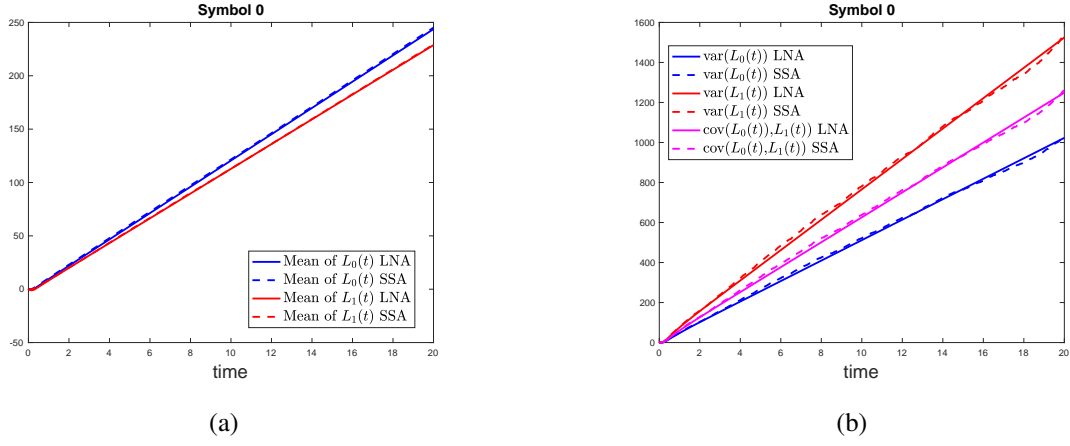 Symbol 0
250
200
150
100
50
0
-50
Mean of L₀(t) LNA
Mean of L₀(t) SSA
Mean of L₁(t) LNA
Mean of L₁(t) SSA
0 2 4 6 8 10 12 14 16 18 20
time
(a)
Symbol 0
1600
1400
1200
1000
800
600
400
200
0
var(L₀(t)) LNA
var(L₀(t)) SSA
var(L₁(t)) LNA
var(L₁(t)) SSA
cov(L₀(t)),L₁(t)) LNA
cov(L₀(t),L₁(t)) SSA
0 2 4 6 8 10 12 14 16 18 20
time
(b)